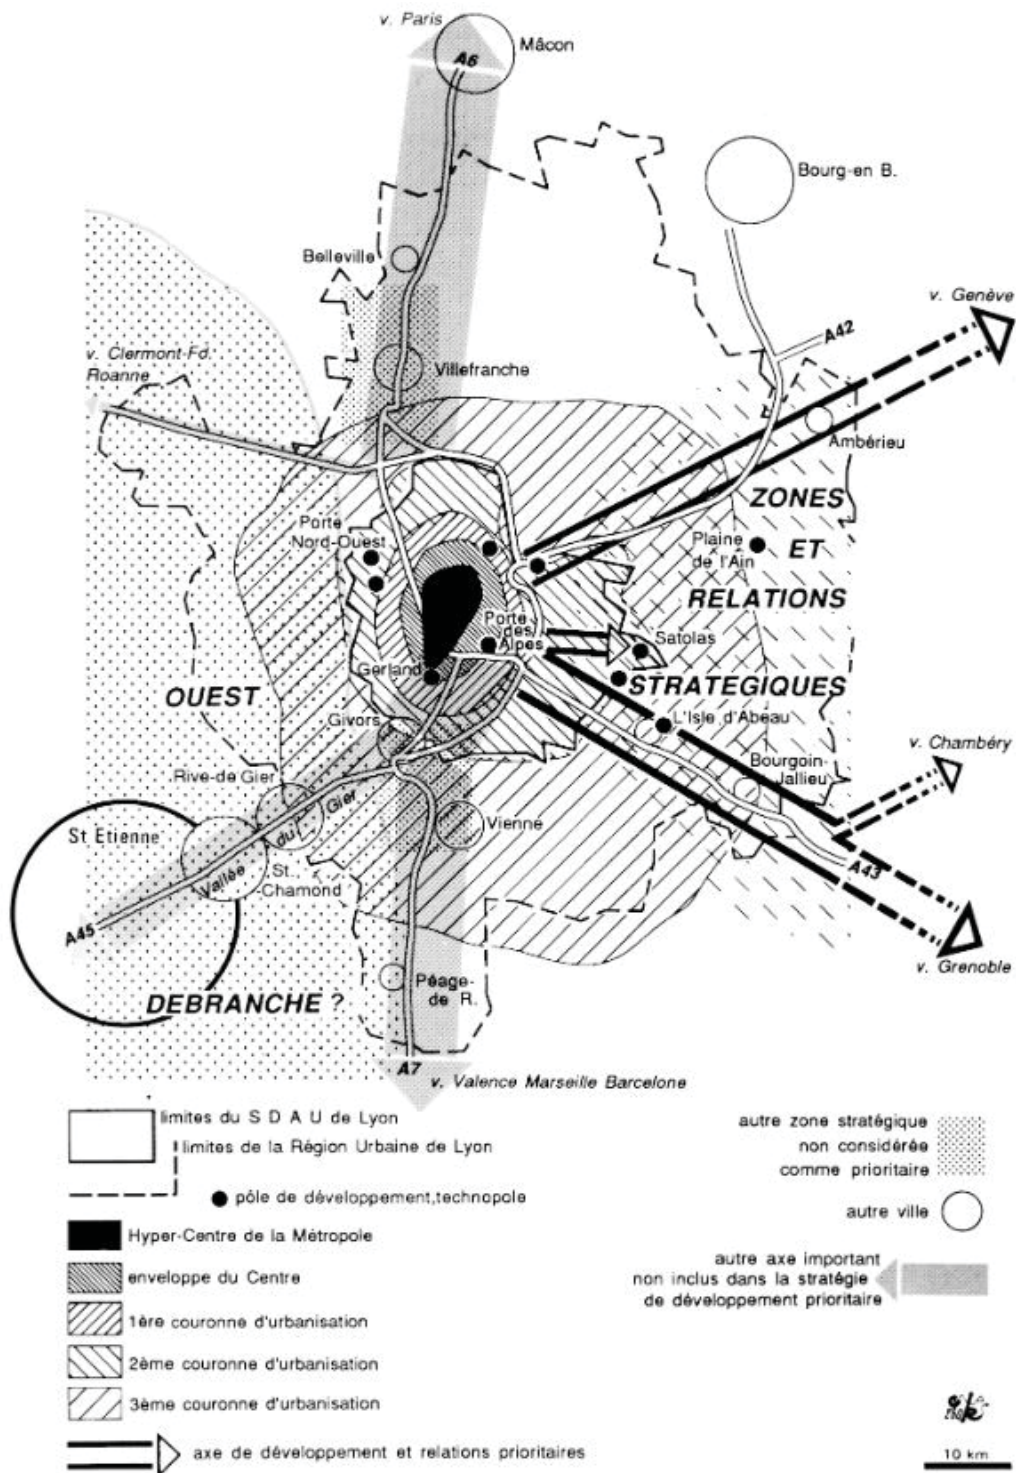 v. Paris
Mâcon
A6
Bourg-en B.
Belleville
v. Genève
A42
v. Clermont-Fd.
Roanne
Villefranche
Ambérieu
ZONES
Porte
Nord-Ouest
Plaine
de l'Ain
ET
RELATIONS
Porte
des
Alpes
Satolas
Gerland
STRATEGIQUES
OUEST
Givors
L'Isle d'Abeau
v. Chambéry
Rive-de Gier
Bourgoin-
Jallieu
St Etienne
Vallée
du
Gier
Vienne
St.
-Chamond
A43
A45
v. Grenoble
Péage-
de R.
DEBRANCHE ?
A7
v. Valence Marseille Barcelone
limites du S D A U de Lyon
limites de la Région Urbaine de Lyon
pôle de développement,technopole
Hyper-Centre de la Métropole
enveloppe du Centre
1ère couronne d'urbanisation
2ème couronne d'urbanisation
3ème couronne d'urbanisation
axe de développement et relations prioritaires
autre zone stratégique
non considérée
comme prioritaire
autre ville
autre axe important
non inclus dans la stratégie
de développement prioritaire
10 km